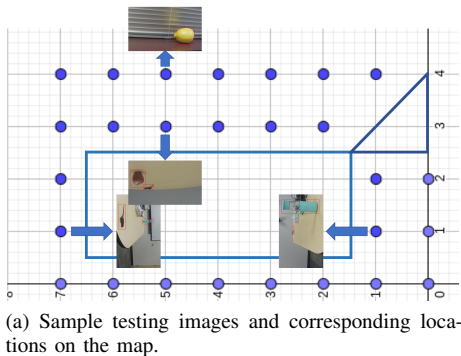 4
3
2
1
7 6 5 4 3 2 1 0
(a) Sample testing images and corresponding loca-
tions on the map.